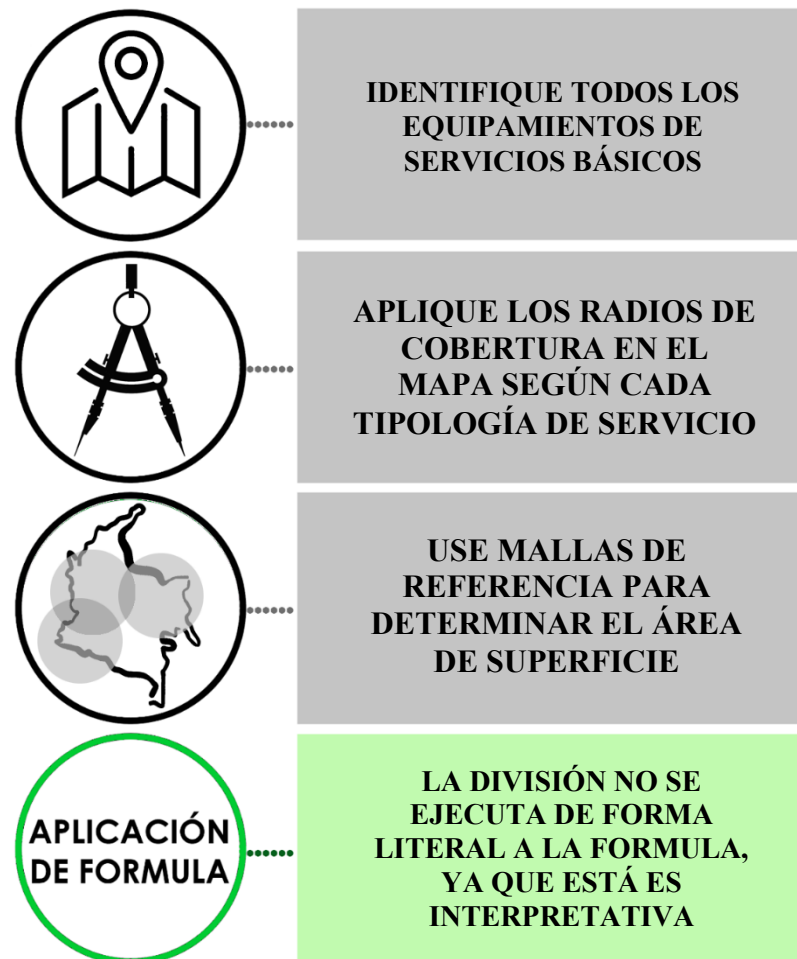 IDENTIFIQUE TODOS LOS
EQUIPAMIENTOS DE
SERVICIOS BÁSICOS
APLIQUE LOS RADIOS DE
COBERTURA EN EL
MAPA SEGÚN CADA
TIPOLOGÍA DE SERVICIO
USE MALLAS DE
REFERENCIA PARA
DETERMINAR EL ÁREA
DE SUPERFICIE
APLICACIÓN
DE FORMULA
LA DIVISIÓN NO SE
EJECUTA DE FORMA
LITERAL A LA FORMULA,
YA QUE ESTÁ ES
INTERPRETATIVA